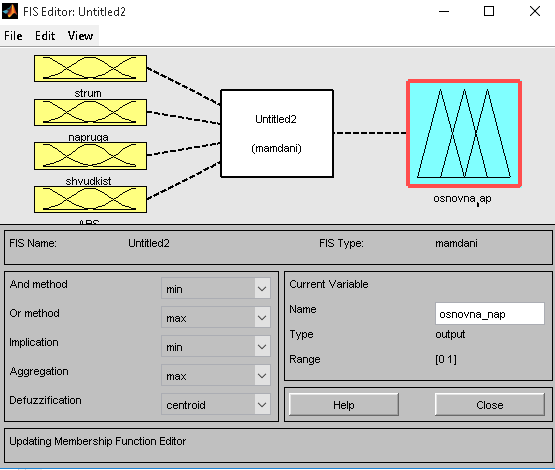 FIS Editor: Untitled2
File Edit View
strum
napruga
shvudkist
Untitled2
(mamdani)
osnovna_ap
FIS Name: Untitled2 FIS Type: mamdani
And method min
Or method max
Implication min
Aggregation max
Defuzzification centroid
Current Variable
Name osnovna_nap
Type output
Range [0 1]
Help Close
Updating Membership Function Editor